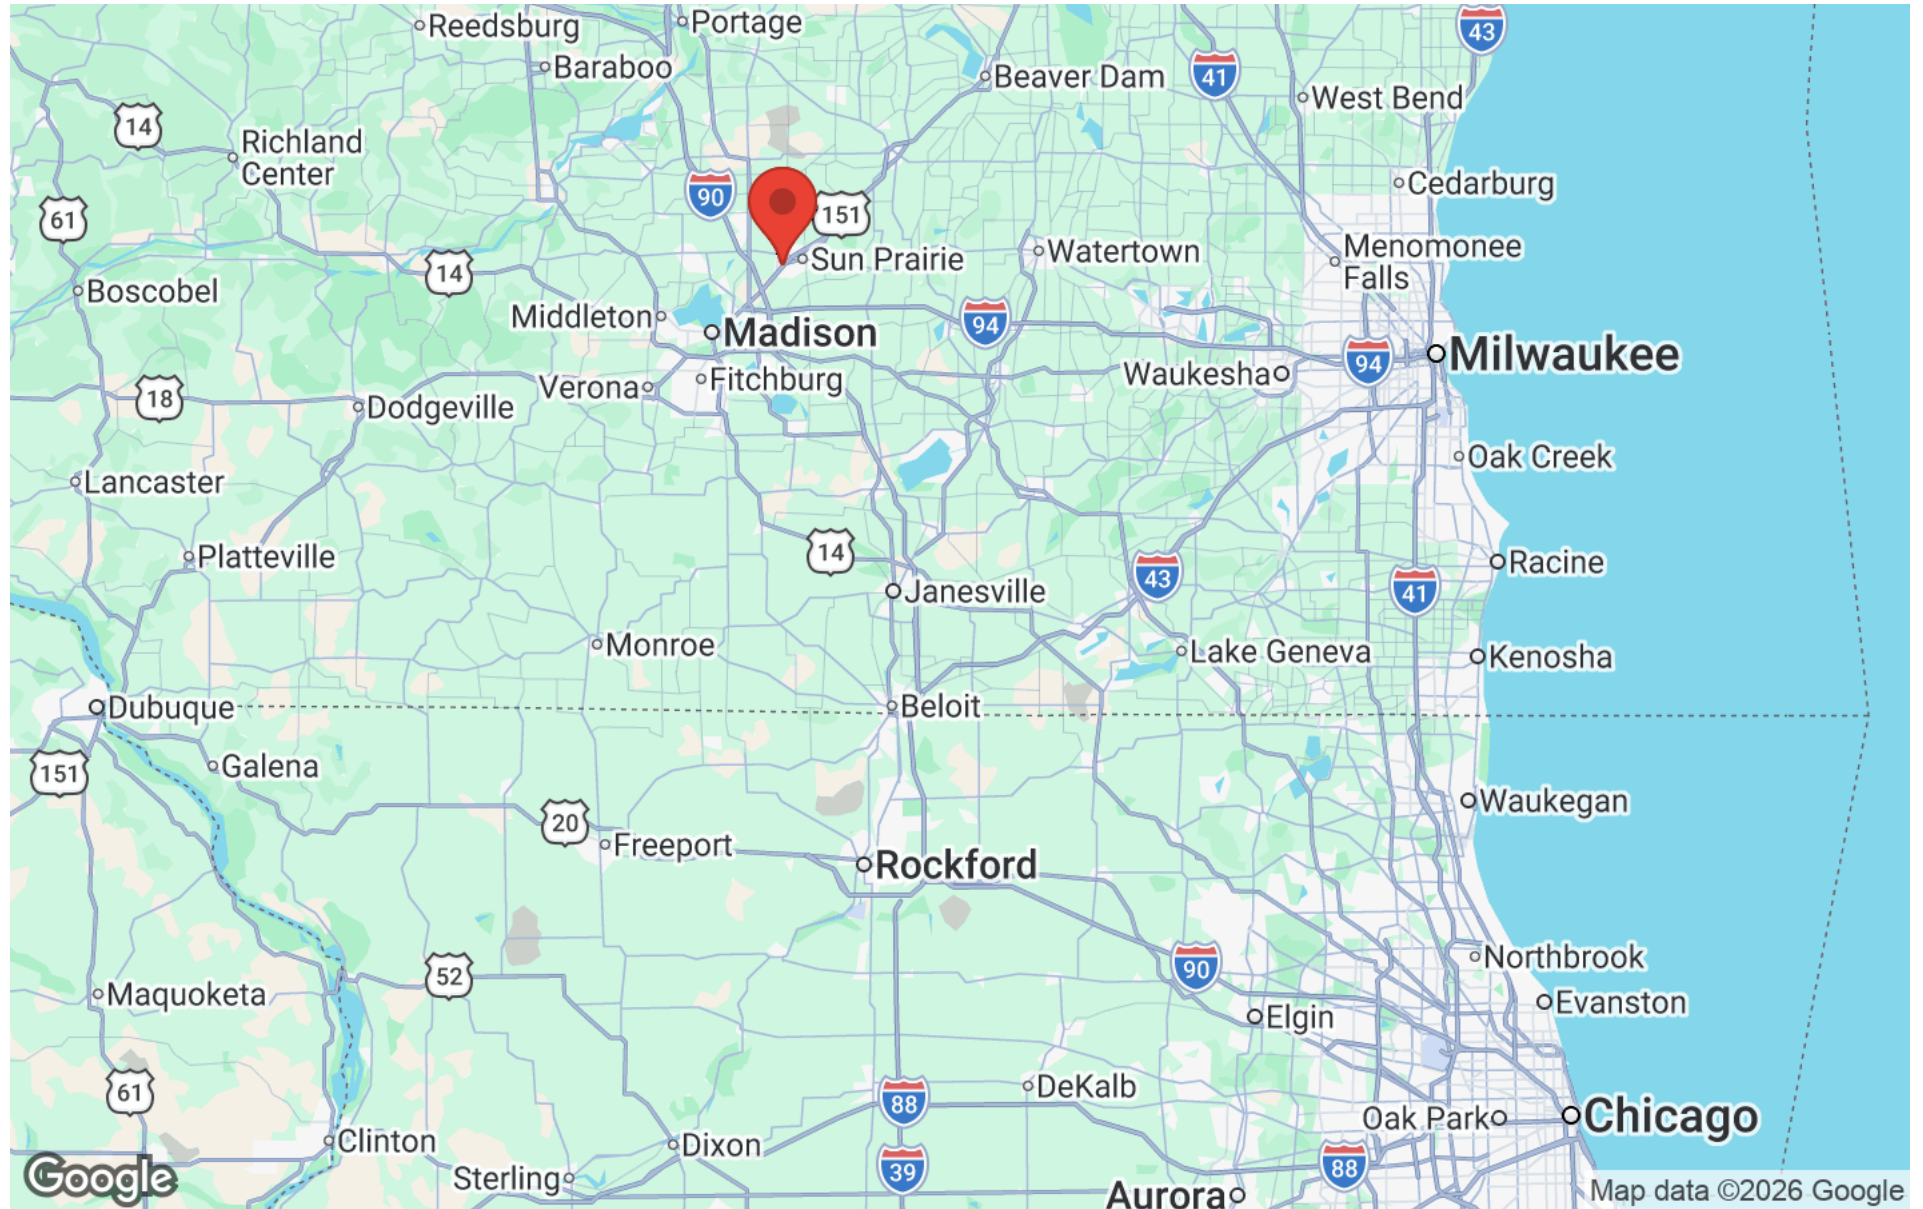 Reedsburg
Portage
43
Baraboo
Beaver Dam
41
West Bend
14
Richland
Center
90
Cedarburg
61
151
Menomonee
Falls
Sun Prairie
Watertown
14
Boscobel
Middleton
94
Madison
Milwaukee
94
Waukesha
Fitchburg
Verona
18
Dodgeville
Oak Creek
Lancaster
14
Platteville
Racine
43
41
Janesville
Monroe
Lake Geneva
Kenosha
Dubuque
Beloit
151
Galena
Waukegan
20
Freeport
Rockford
Northbrook
90
52
Maquoketa
Evanston
Elgin
61
DeKalb
88
Oak Park
Chicago
Clinton
Dixon
88
39
Sterling
Google
Aurora
Map data ©2026 Google